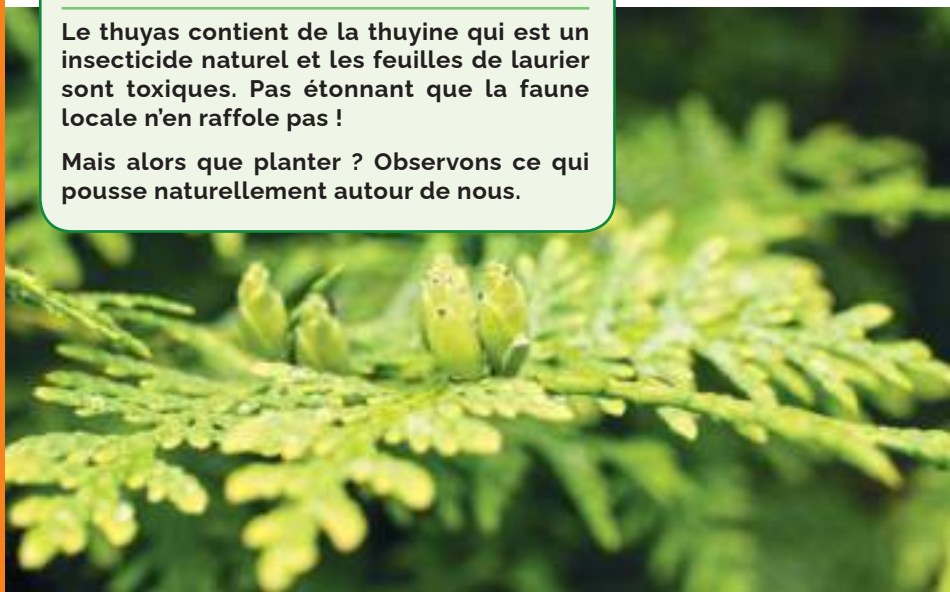 Le thuyas contient de la thuyine qui est un
insecticide naturel et les feuilles de laurier
sont toxiques. Pas étonnant que la faune
locale n’en raffole pas !
Mais alors que planter ? Observons ce qui
pousse naturellement autour de nous.